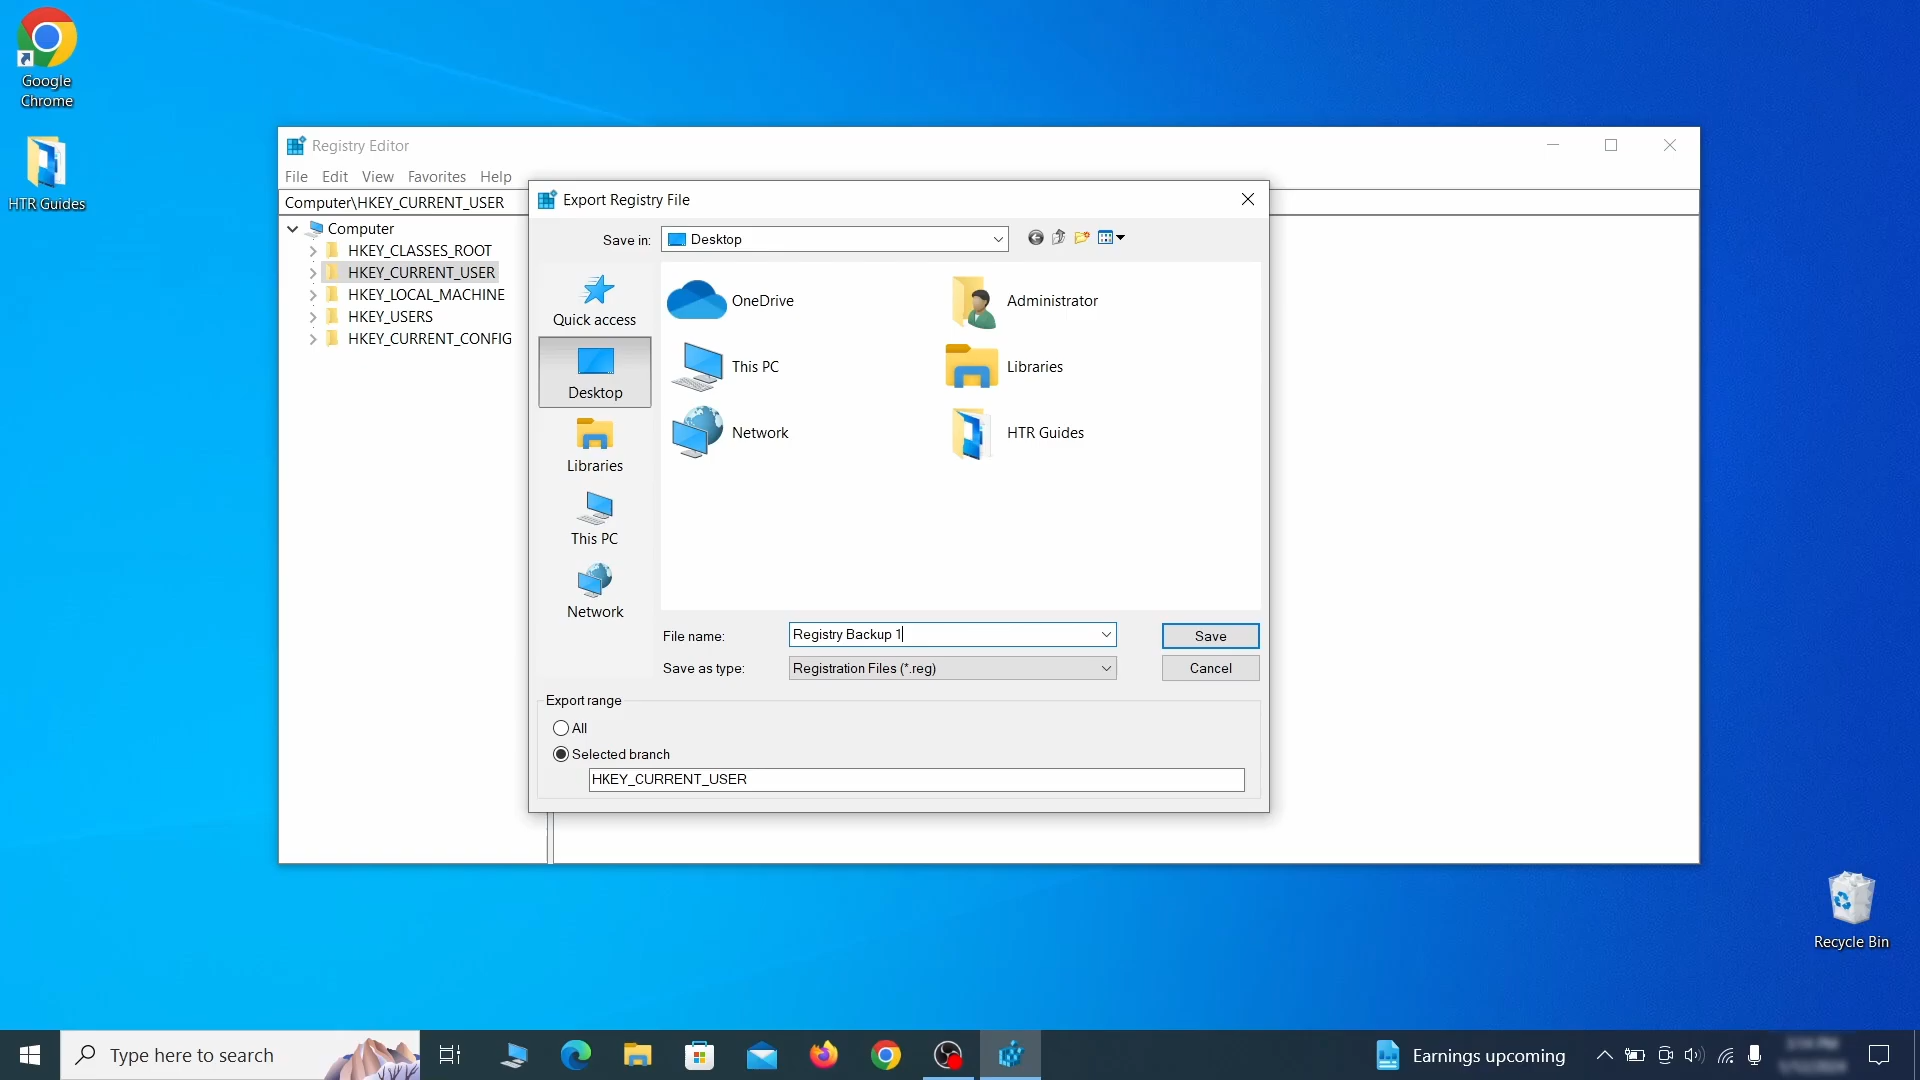 Google
Chrome
HTR Guides
Registry Editor
File Edit View Favorites Help
Computer\HKEY_CURRENT_USER
Computer
HKEY_CLASSES_ROOT
HKEY_CURRENT_USER
HKEY_LOCAL_MACHINE
HKEY_USERS
HKEY_CURRENT_CONFIG
Export Registry File
Save in: Desktop
Quick access
Desktop
Libraries
This PC
Network
OneDrive
Administrator
This PC
Libraries
Network
HTR Guides
File name: Registry Backup 1
Save
Save as type: Registration Files (*.reg)
Cancel
Export range
All
Selected branch
HKEY_CURRENT_USER
Recycle Bin
Type here to search
Earnings upcoming